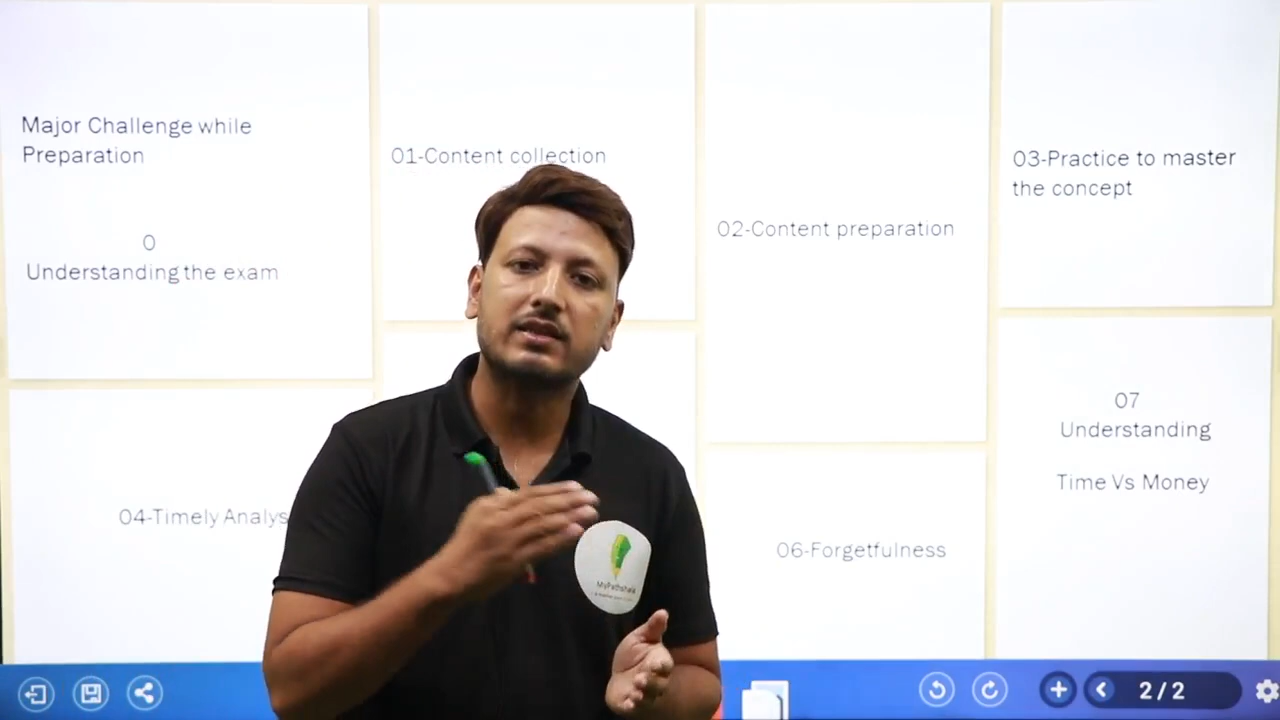 Major Challenge while
Preparation
0
Understanding the exam
01-Content collection
02-Content preparation
03-Practice to master
the concept
04-Timely Analys
06-Forgetfulness
07
Understanding
Time Vs Money
MyPathshala
2/2